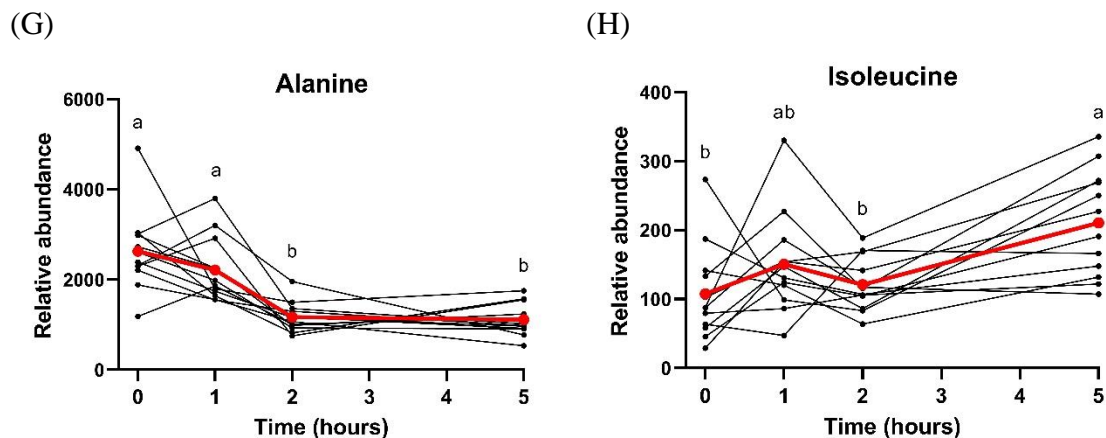 (G)
Alanine
Relative abundance
6000
4000
2000
0
a
a
b
b
0 1 2 3 4 5
Time (hours)
(H)
Isoleucine
Relative abundance
400
300
200
100
0
b
ab
b
a
0 1 2 3 4 5
Time (hours)